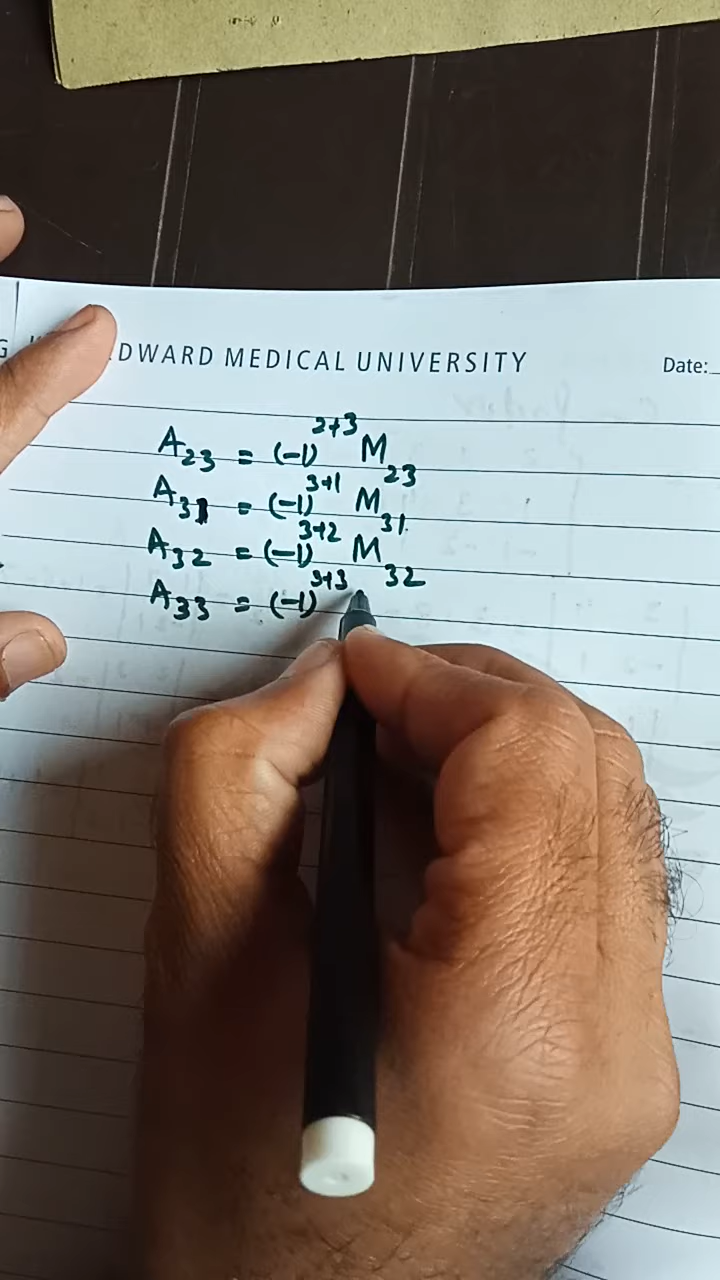 DWARD MEDICAL UNIVERSITY
Date:
A₂₃ = (-1)²⁺³ M₂₃
A₃₁ = (-1)³⁺¹ M₃₁.
A₃₂ = (-1)³⁺² M₃₂
A₃₃ = (-1)³⁺³